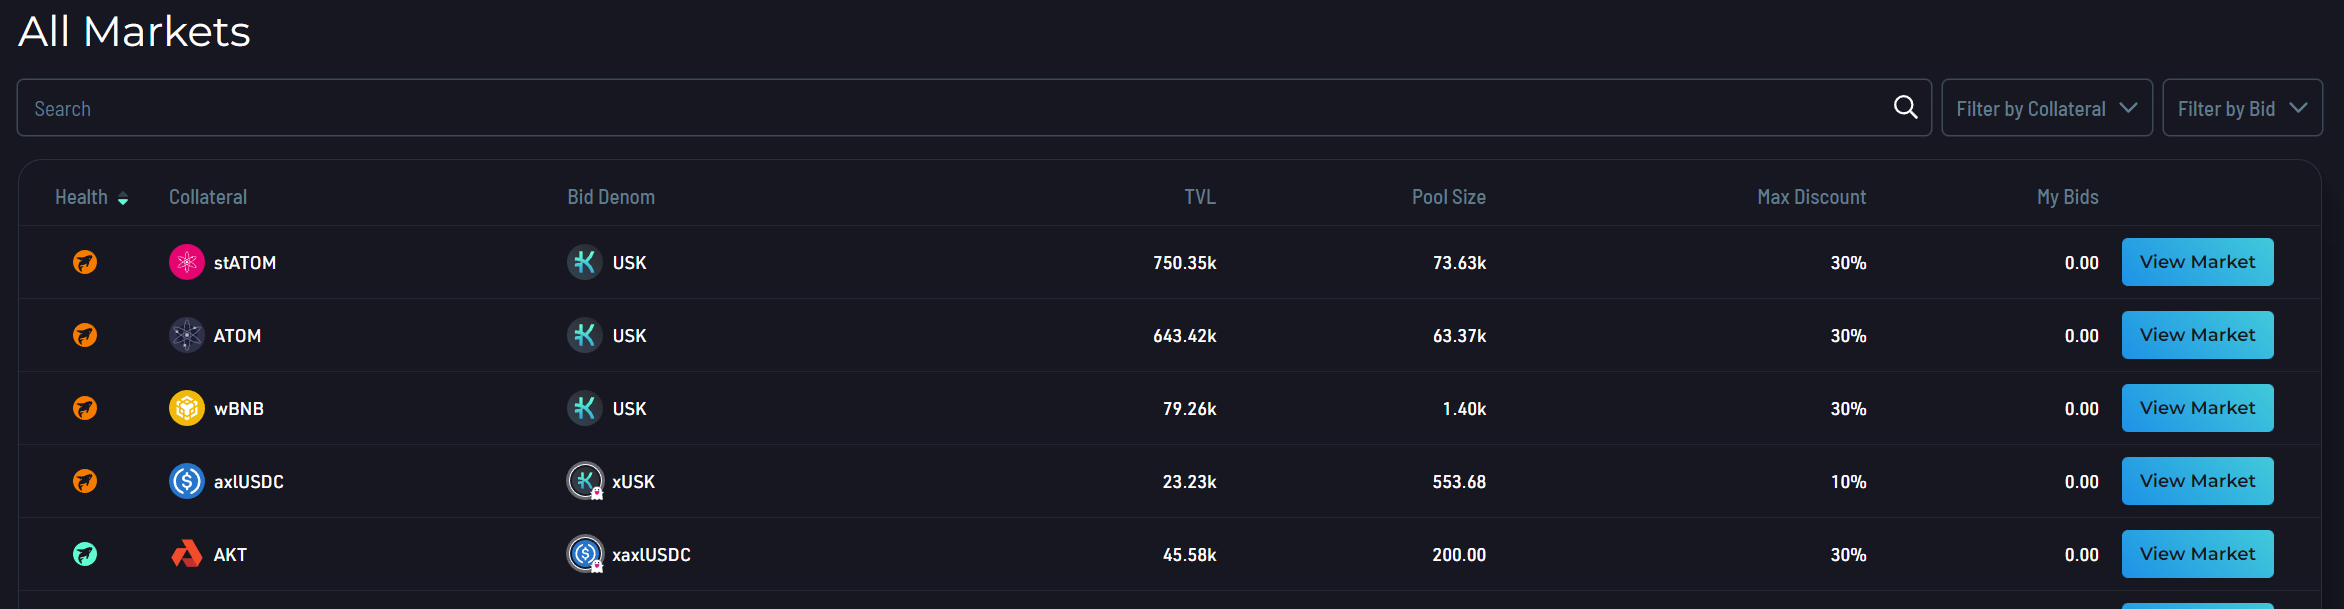 All Markets
Search Filter by Collateral Filter by Bid
Health Collateral Bid Denom TVL Pool Size Max Discount My Bids
stATOM USK 750.35k 73.63k 30% 0.00 View Market
ATOM USK 643.42k 63.37k 30% 0.00 View Market
wBNB USK 79.26k 1.40k 30% 0.00 View Market
axlUSDC xUSK 23.23k 553.68 10% 0.00 View Market
AKT xaxlUSDC 45.58k 200.00 30% 0.00 View Market